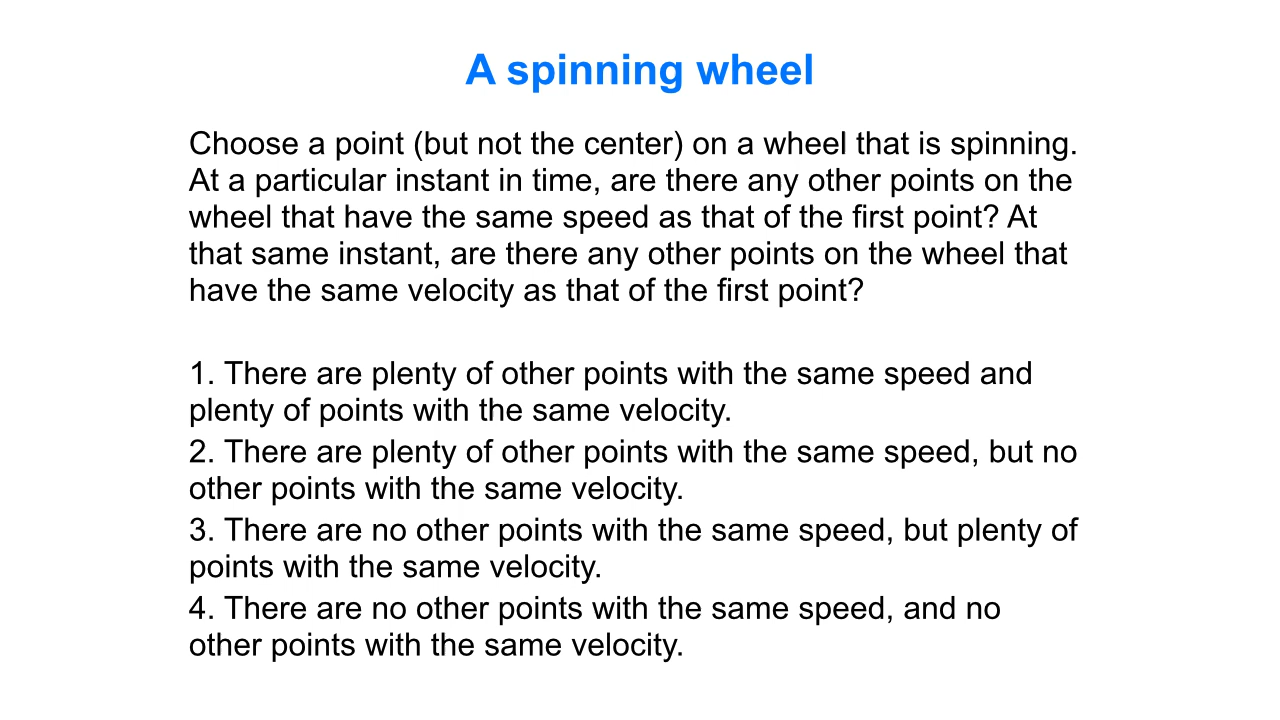 A spinning wheel
Choose a point (but not the center) on a wheel that is spinning.
At a particular instant in time, are there any other points on the
wheel that have the same speed as that of the first point? At
that same instant, are there any other points on the wheel that
have the same velocity as that of the first point?
1. There are plenty of other points with the same speed and
plenty of points with the same velocity.
2. There are plenty of other points with the same speed, but no
other points with the same velocity.
3. There are no other points with the same speed, but plenty of
points with the same velocity.
4. There are no other points with the same speed, and no
other points with the same velocity.